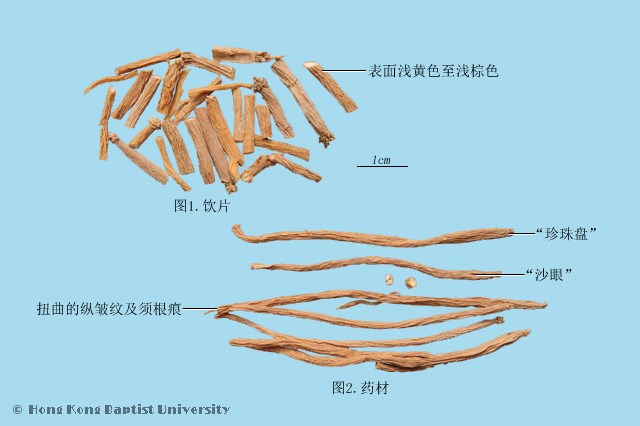 表面浅黄色至浅棕色
1cm
图1.饮片
“珍珠盘”
“沙眼”
扭曲的纵皱纹及须根痕
图2.药材
© Hong Kong Baptist University